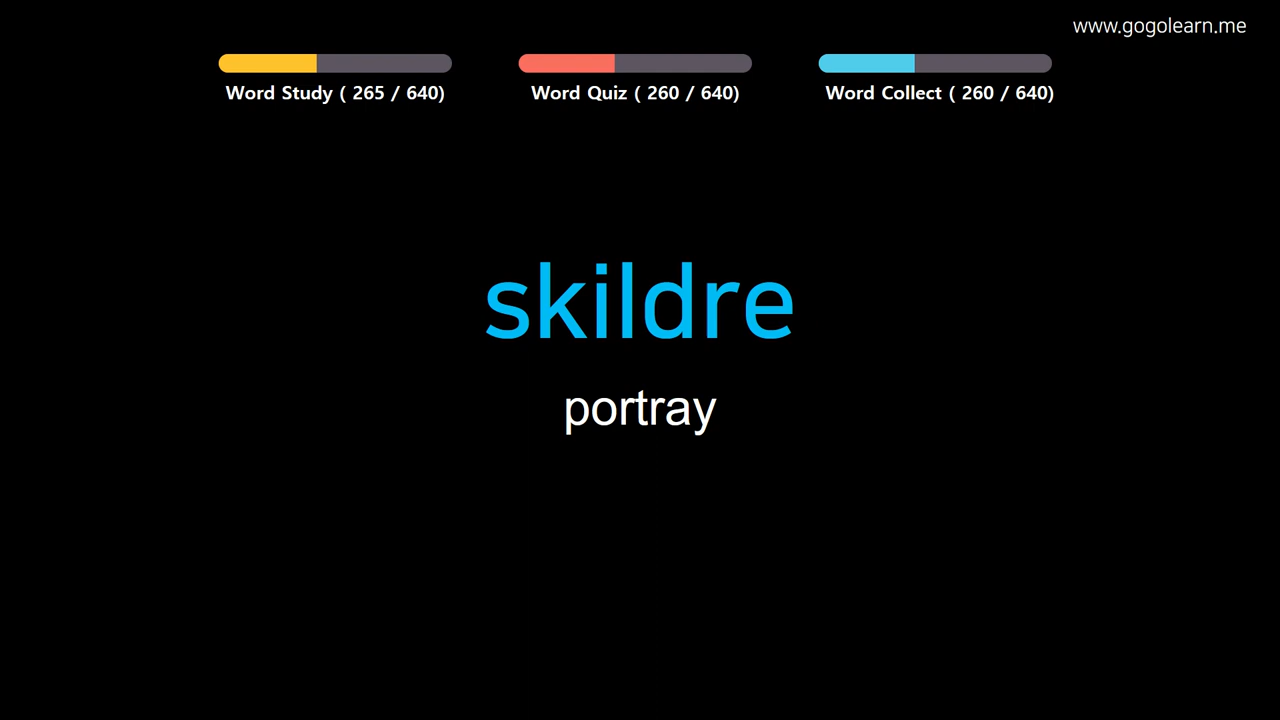 www.gogolearn.me
Word Study ( 265 / 640)
Word Quiz ( 260 / 640)
Word Collect ( 260 / 640)
skildre
portray